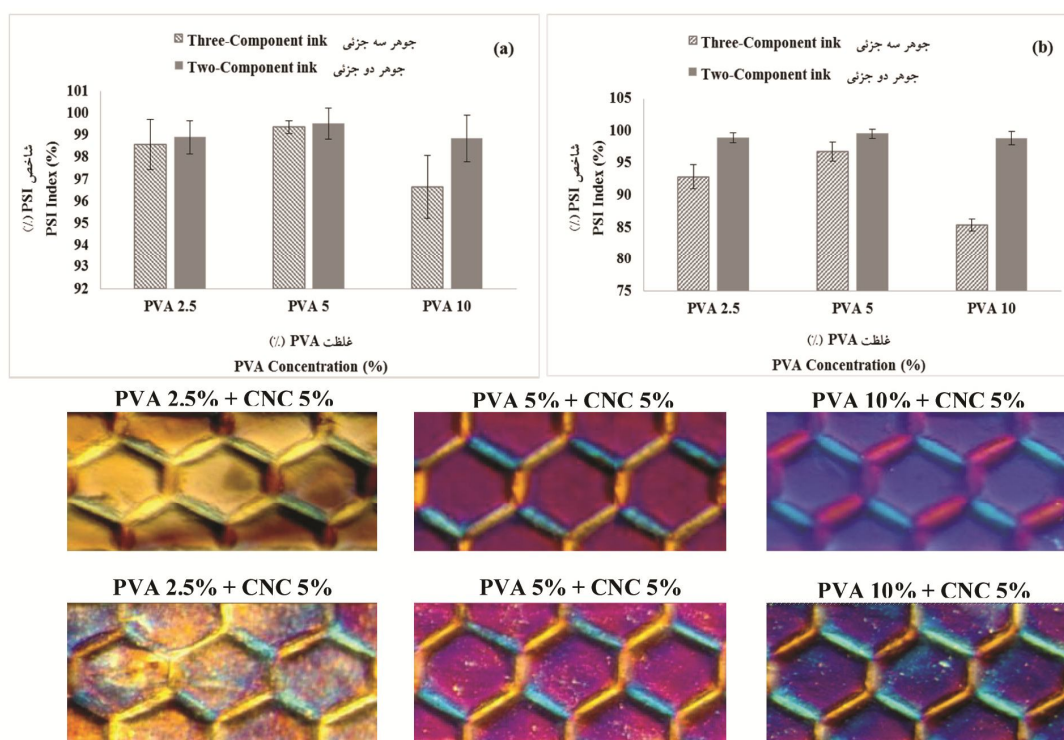 Three-Component ink جوهر سه جزئی
(a)
Two-Component ink جوهر دو جزئی
101
100
99
98
97
96
95
94
93
92
شاخص PSI (٪)
PSI Index (%)
PVA 2.5
PVA 5
PVA 10
غلظت PVA (٪)
PVA Concentration (%)
Three-Component ink جوهر سه جزئی
(b)
Two-Component ink جوهر دو جزئی
105
100
95
90
85
80
75
شاخص PSI (٪)
PSI Index (%)
PVA 2.5
PVA 5
PVA 10
غلظت PVA (٪)
PVA Concentration (%)
PVA 2.5% + CNC 5%
PVA 5% + CNC 5%
PVA 10% + CNC 5%
PVA 2.5% + CNC 5%
PVA 5% + CNC 5%
PVA 10% + CNC 5%